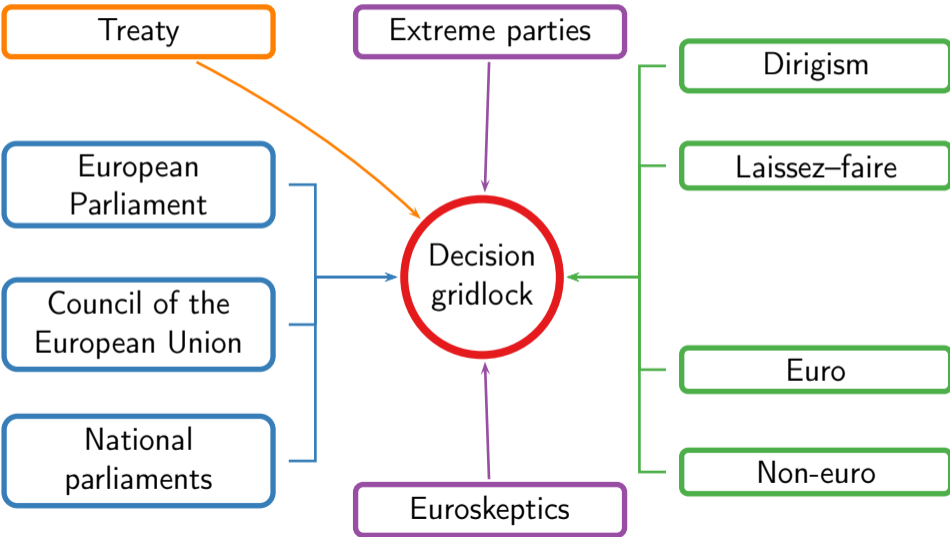 Treaty
Extreme parties
Dirigism
European
Parliament
Laissez–faire
Decision
gridlock
Council of the
European Union
Euro
National
parliaments
Non-euro
Euroskeptics